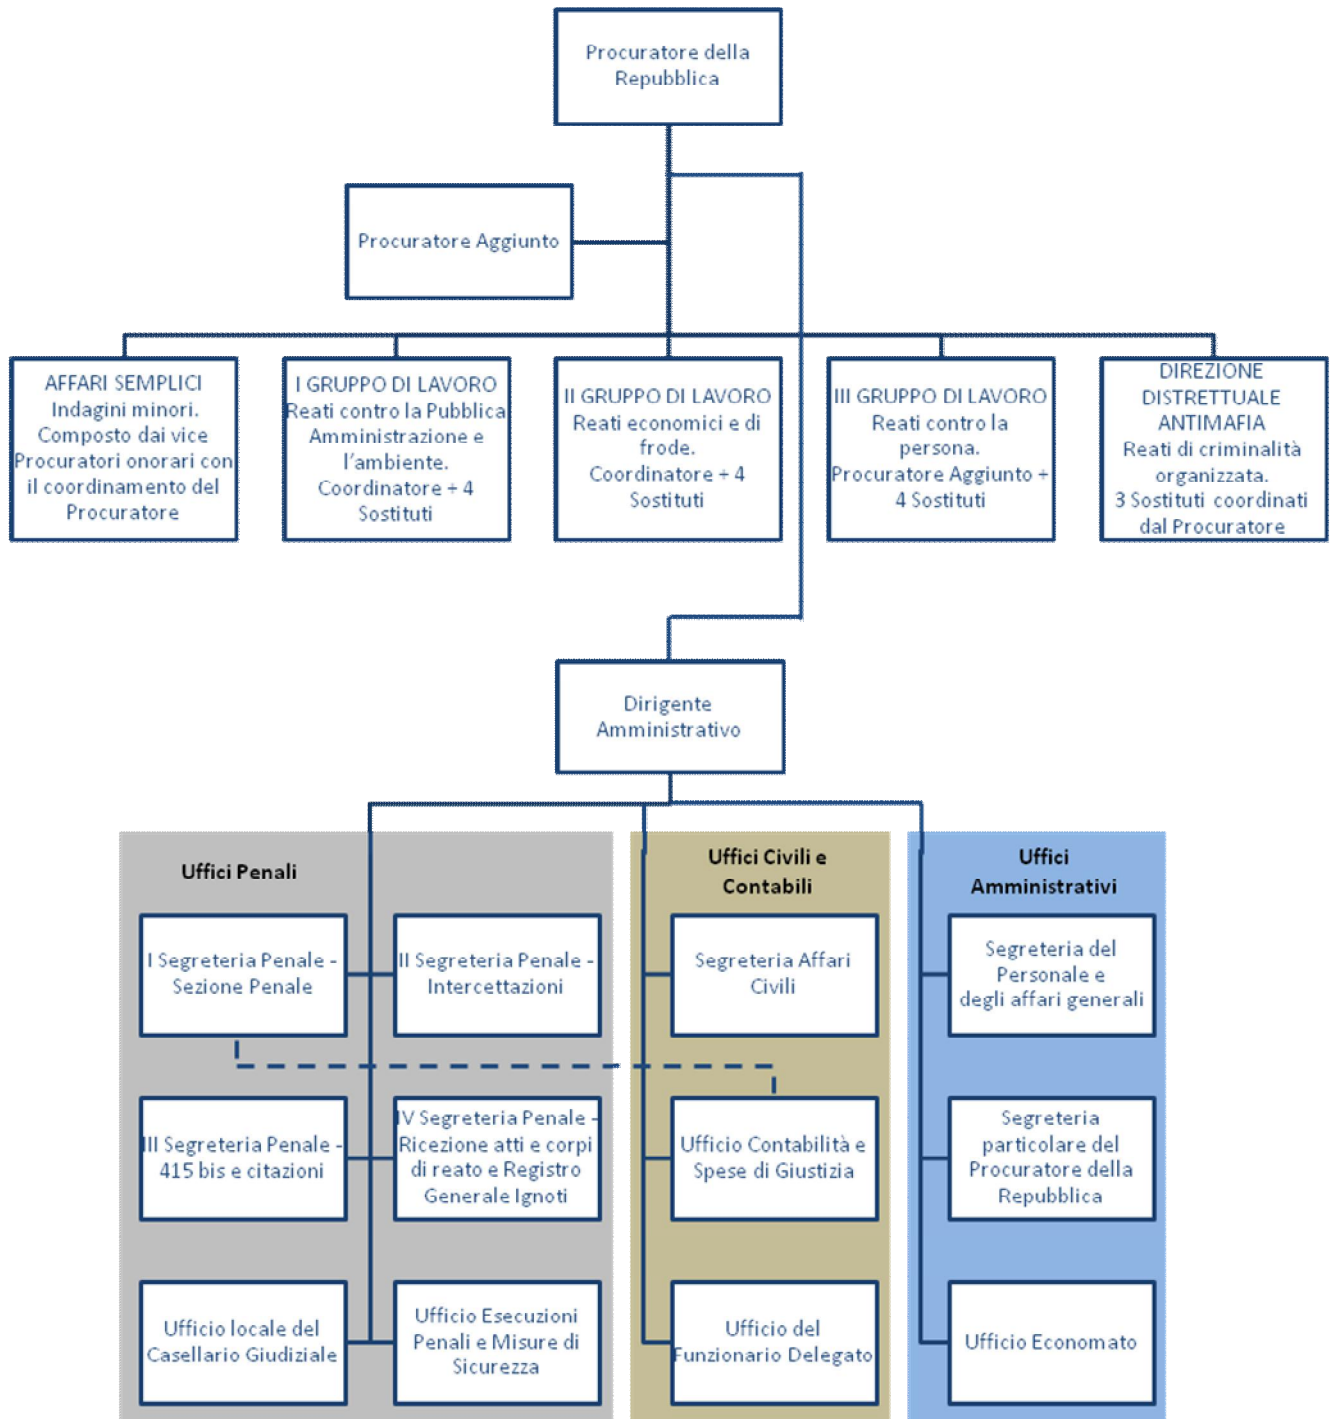 Procuratore della
Repubblica
Procuratore Aggiunto
AFFARI SEMPLICI
Indagini minori.
Composto dai vice
Procuratori onorari con
il coordinamento del
Procuratore
I GRUPPO DI LAVORO
Reati contro la Pubblica
Amministrazione e
l’ambiente.
Coordinatore + 4
Sostituti
II GRUPPO DI LAVORO
Reati economici e di
frode.
Coordinatore + 4
Sostituti
III GRUPPO DI LAVORO
Reati contro la
persona.
Procuratore Aggiunto +
4 Sostituti
DIREZIONE
DISTRETTUALE
ANTIMAFIA
Reati di criminalità
organizzata.
3 Sostituti coordinati
dal Procuratore
Dirigente
Amministrativo
Uffici Penali
I Segreteria Penale -
Sezione Penale
II Segreteria Penale -
Intercettazioni
III Segreteria Penale -
415 bis e citazioni
IV Segreteria Penale -
Ricezione atti e corpi
di reato e Registro
Generale Ignoti
Ufficio locale del
Casellario Giudiziale
Ufficio Esecuzioni
Penali e Misure di
Sicurezza
Uffici Civili e
Contabili
Segreteria Affari
Civili
Ufficio Contabilità e
Spese di Giustizia
Ufficio del
Funzionario Delegato
Uffici
Amministrativi
Segreteria del
Personale e
degli affari generali
Segreteria
particolare del
Procuratore della
Repubblica
Ufficio Economato